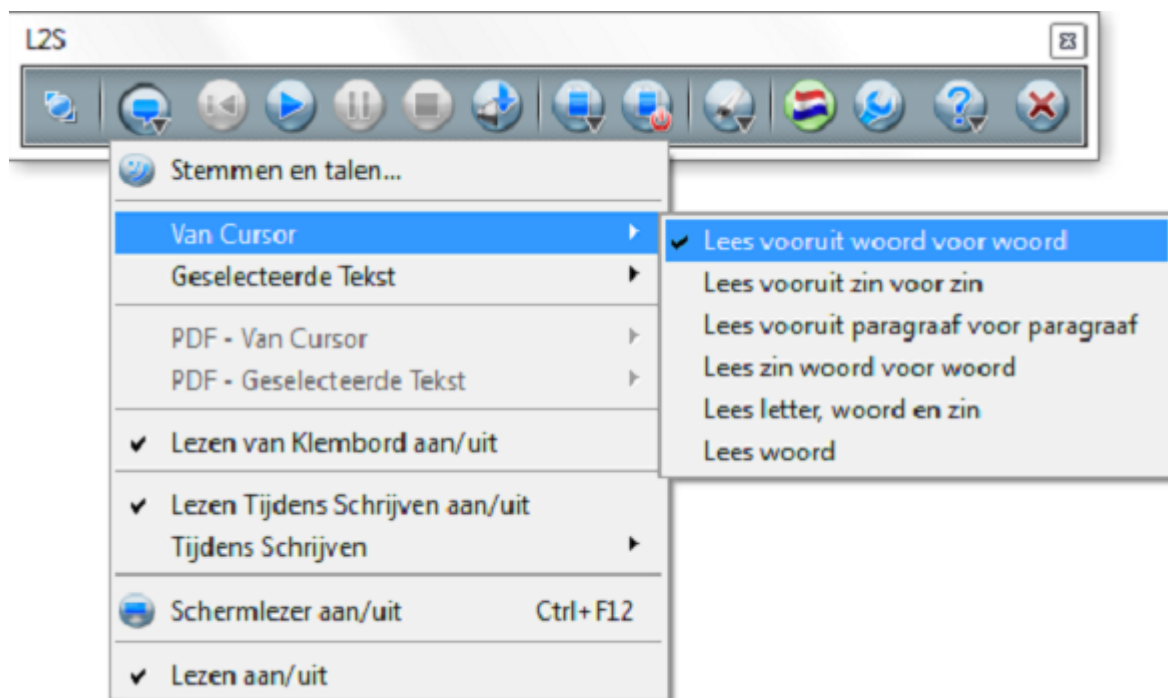 L2S
Stemmen en talen...
Van Cursor
Geselecteerde Tekst
PDF - Van Cursor
PDF - Geselecteerde Tekst
Lezen van Klembord aan/uit
Lezen Tijdens Schrijven aan/uit
Tijdens Schrijven
Schermlezer aan/uit Ctrl+F12
Lezen aan/uit
Lees vooruit woord voor woord
Lees vooruit zin voor zin
Lees vooruit paragraaf voor paragraaf
Lees zin woord voor woord
Lees letter, woord en zin
Lees woord